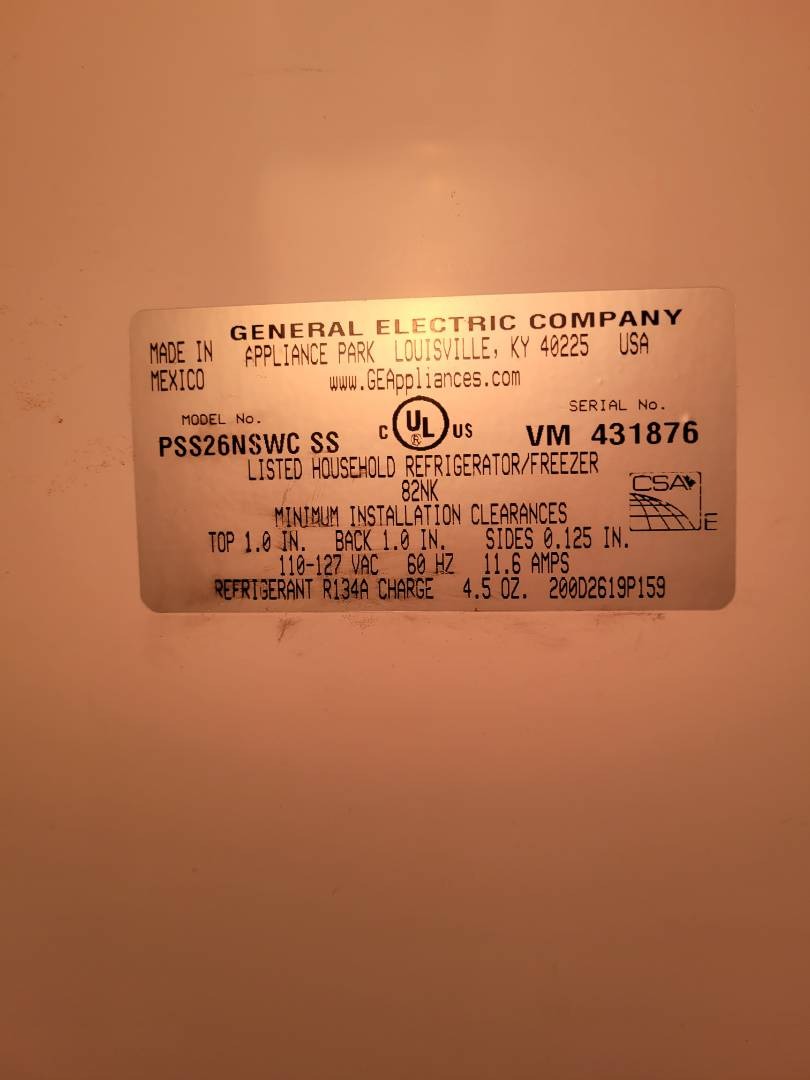 GENERAL ELECTRIC COMPANY
MADE IN APPLIANCE PARK LOUISVILLE, KY 40225 USA
MEXICO www.GEAppliances.com
MODEL No. SERIAL No.
PSS26NSWC SS C UL ® US VM 431876
LISTED HOUSEHOLD REFRIGERATOR/FREEZER
82NK CSA
MINIMUM INSTALLATION CLEARANCES E
TOP 1.0 IN. BACK 1.0 IN. SIDES 0.125 IN.
110-127 VAC 60 HZ 11.6 AMPS
REFRIGERANT R134A CHARGE 4.5 OZ. 200D2619P159